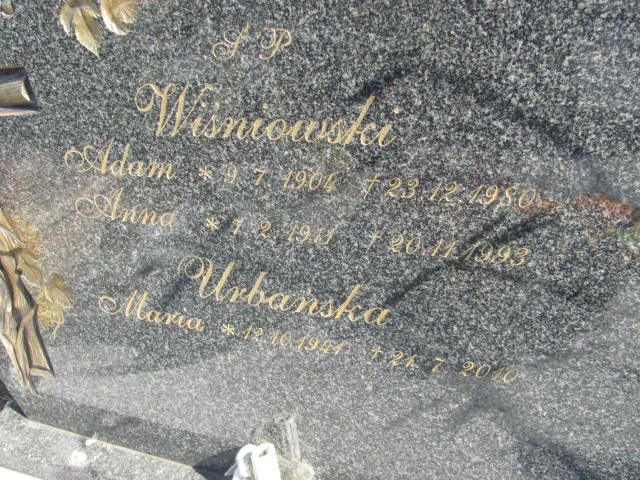 Ś P
Wiśniowski
Adam * 9.7.1904 † 23.12.1980
Anna * 1.2.1911 † 20.11.1993
Urbańska
Maria * 12.10.1941 † 21.7.2010